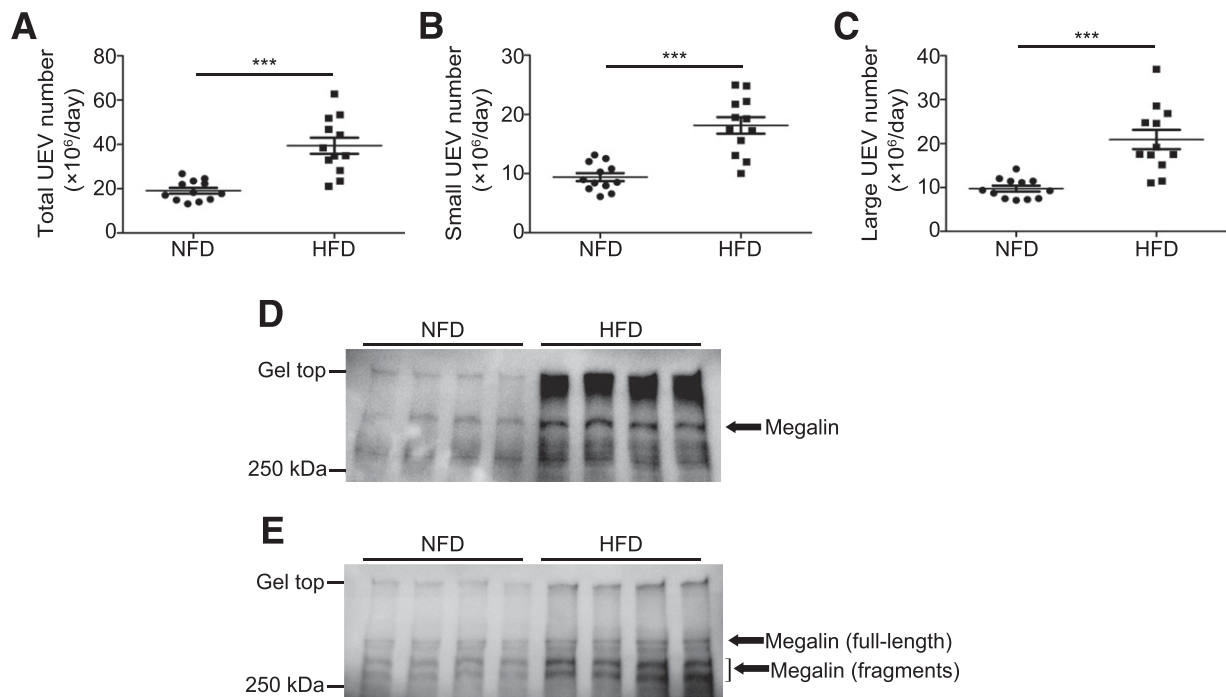 A
Total UEV number
(×10⁶/day)
80
60
40
20
0
***
NFD
HFD
B
Small UEV number
(×10⁶/day)
30
20
10
0
***
NFD
HFD
C
Large UEV number
(×10⁶/day)
40
30
20
10
0
***
NFD
HFD
D
NFD
HFD
Gel top
Megalin
250 kDa
E
NFD
HFD
Gel top
Megalin (full-length)
Megalin (fragments)
250 kDa